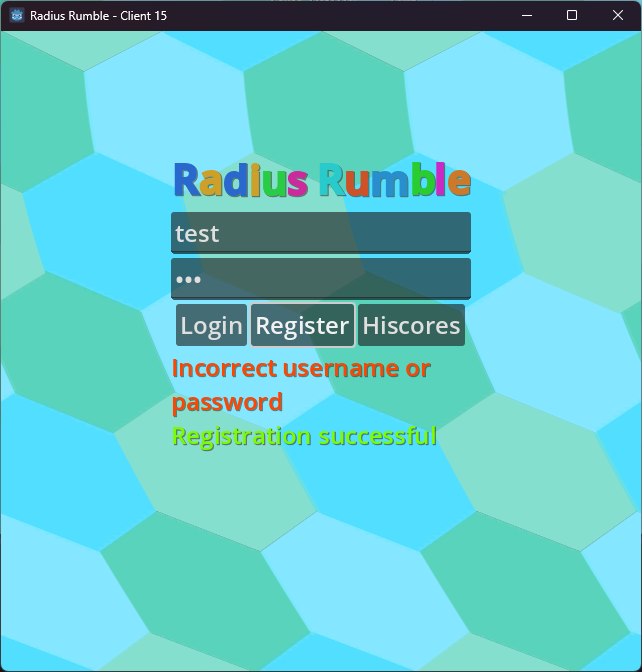 Radius Rumble - Client 15
Radius Rumble
test
•••
Login Register Hiscores
Incorrect username or
password
Registration successful